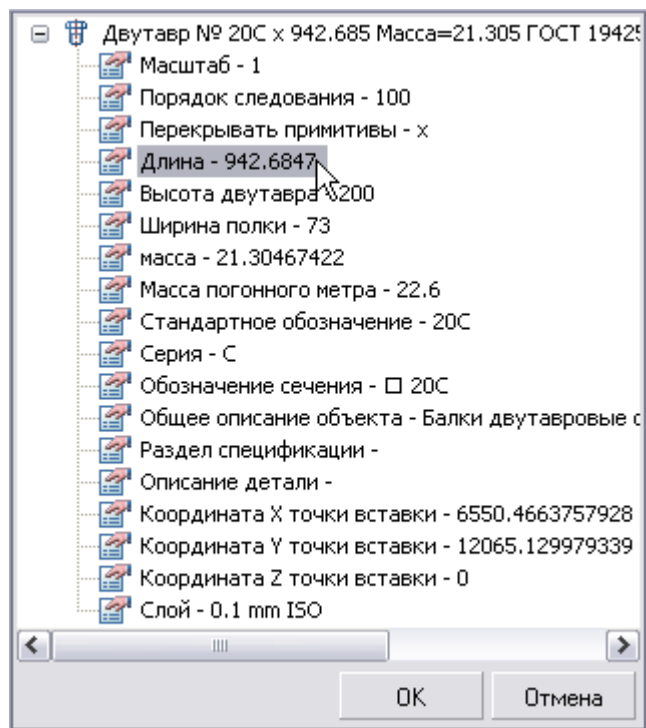 Двутавр № 20С x 942.685 Масса=21.305 ГОСТ 19425
Масштаб - 1
Порядок следования - 100
Перекрывать примитивы - x
Длина - 942.6847
Высота двутавра - 200
Ширина полки - 73
масса - 21.30467422
Масса погонного метра - 22.6
Стандартное обозначение - 20С
Серия - С
Обозначение сечения - □ 20С
Общее описание объекта - Балки двутавровые с
Раздел спецификации -
Описание детали -
Координата X точки вставки - 6550.4663757928
Координата Y точки вставки - 12065.129979339
Координата Z точки вставки - 0
Слой - 0.1 mm ISO
OK Отмена